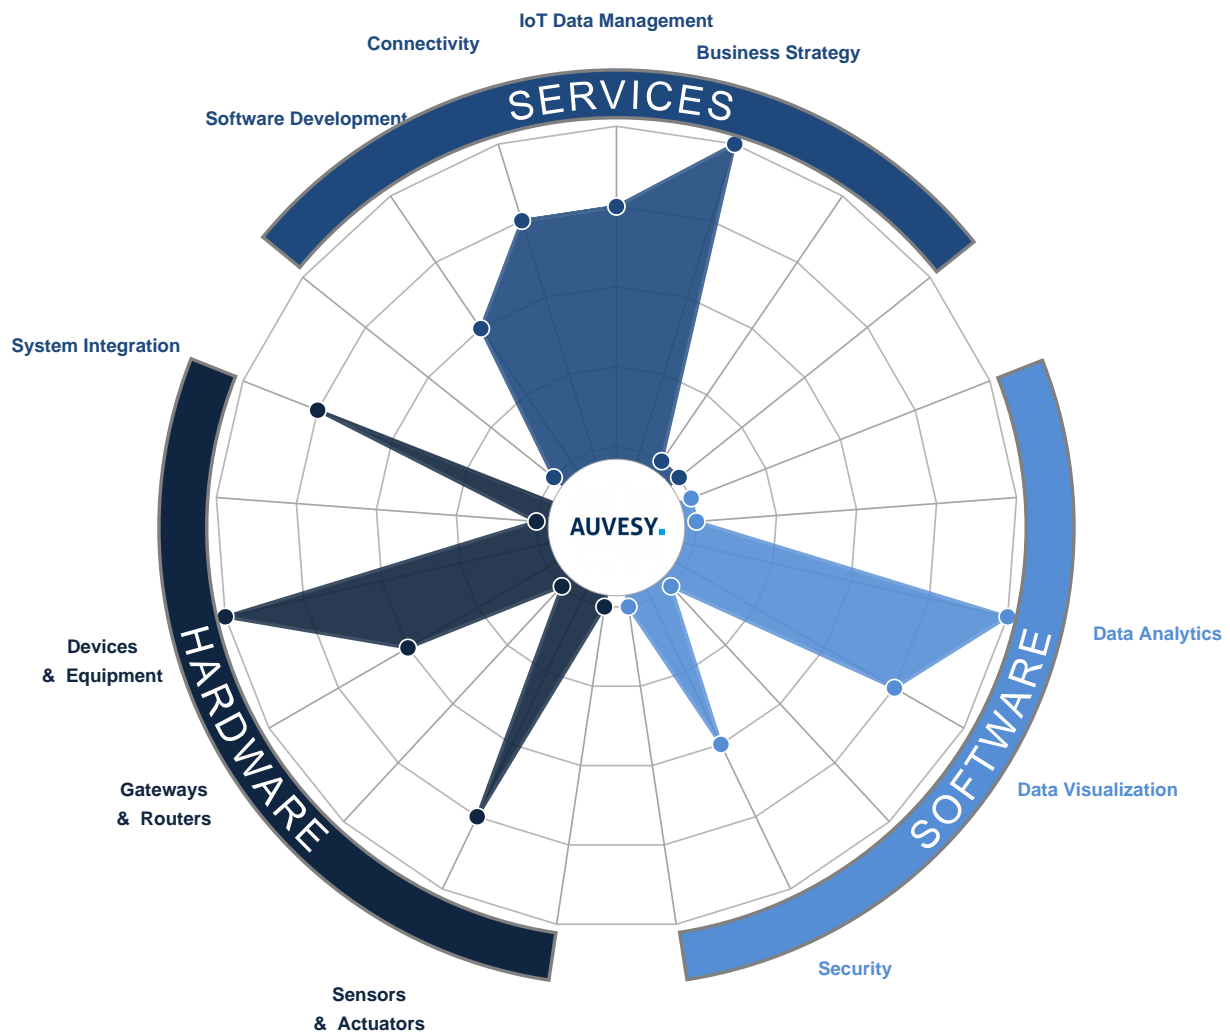 IoT Data Management
Connectivity
Business Strategy
SERVICES
Software Development
System Integration
AUVESY.
Devices
& Equipment
HARDWARE
Gateways
& Routers
Sensors
& Actuators
SOFTWARE
Data Analytics
Data Visualization
Security